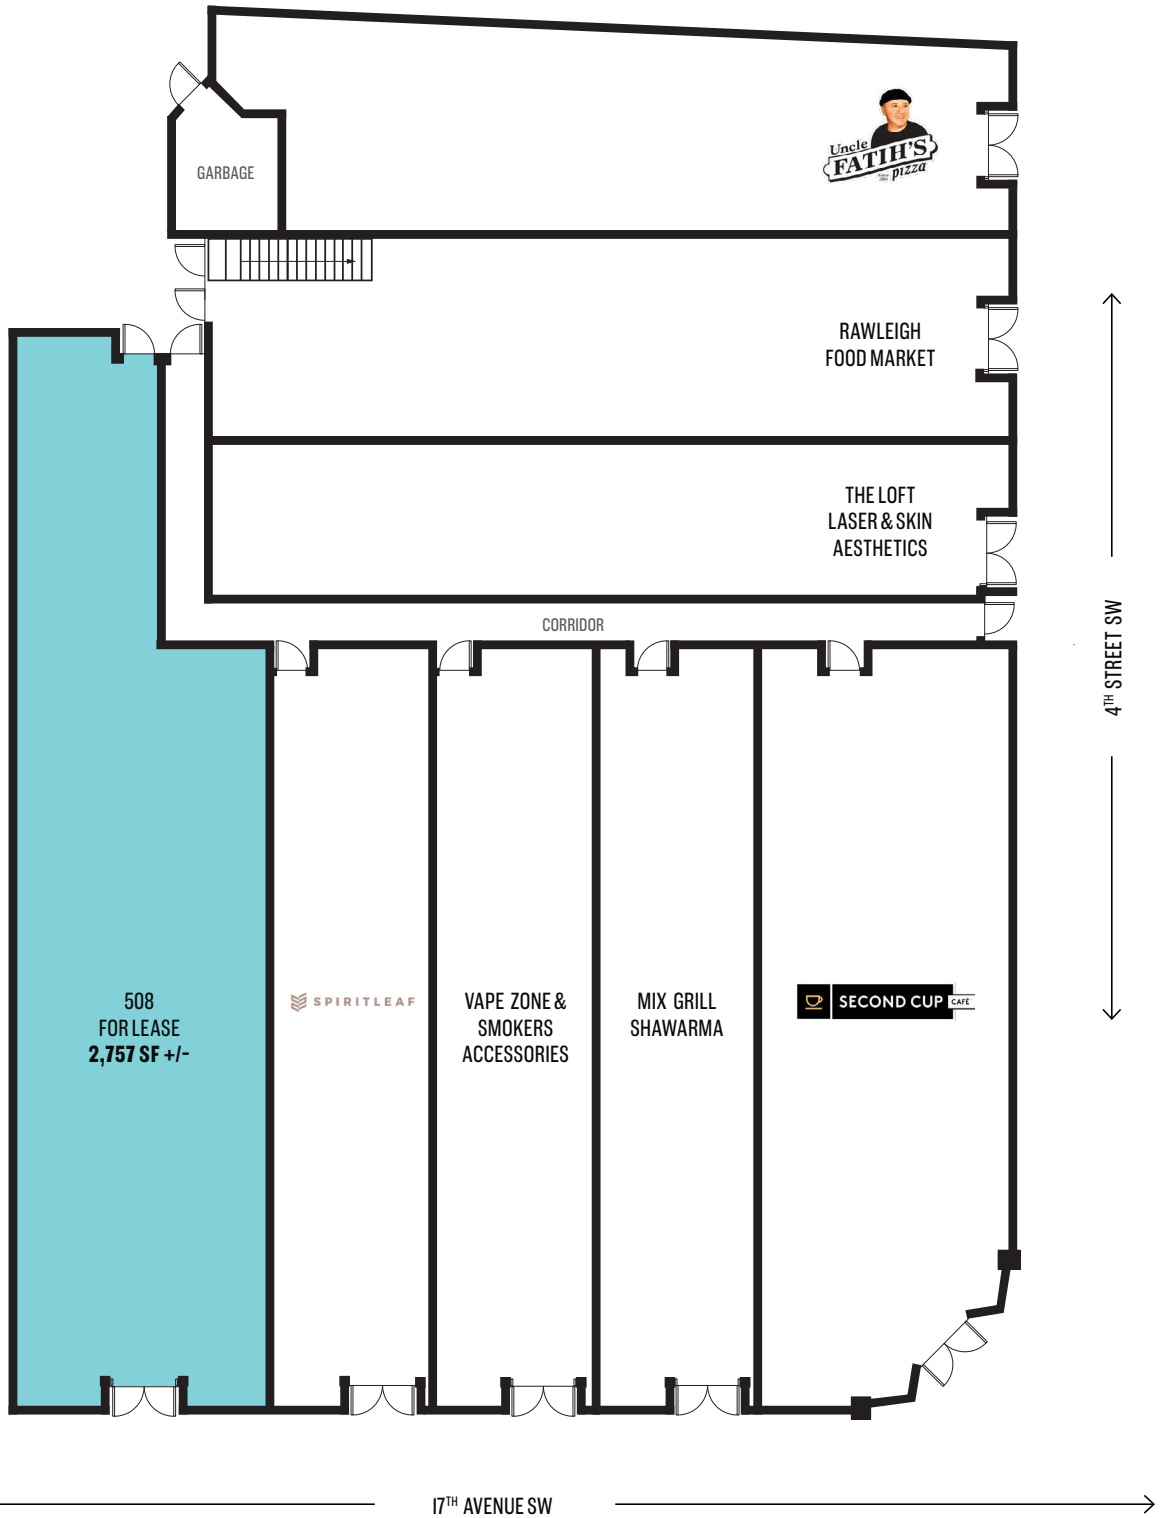 Uncle
FATIH'S
pizza
GARBAGE
RAWLEIGH
FOOD MARKET
THE LOFT
LASER & SKIN
AESTHETICS
CORRIDOR
4TH STREET SW
508
FOR LEASE
2,757 SF +/-
SPIRITLEAF
VAPE ZONE &
SMOKERS
ACCESSORIES
MIX GRILL
SHAWARMA
SECOND CUP CAFÉ
17TH AVENUE SW